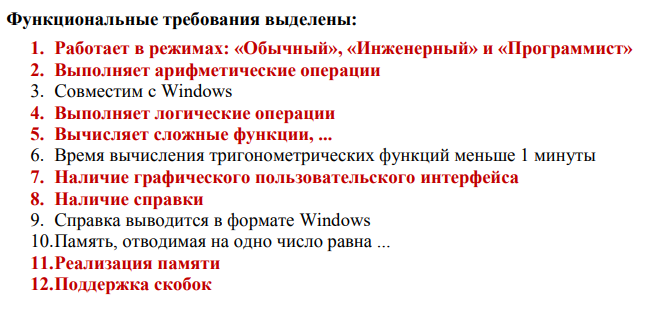 Функциональные требования выделены:
1. Работает в режимах: «Обычный», «Инженерный» и «Программист»
2. Выполняет арифметические операции
3. Совместим с Windows
4. Выполняет логические операции
5. Вычисляет сложные функции, ...
6. Время вычисления тригонометрических функций меньше 1 минуты
7. Наличие графического пользовательского интерфейса
8. Наличие справки
9. Справка выводится в формате Windows
10.Память, отводимая на одно число равна ...
11.Реализация памяти
12.Поддержка скобок